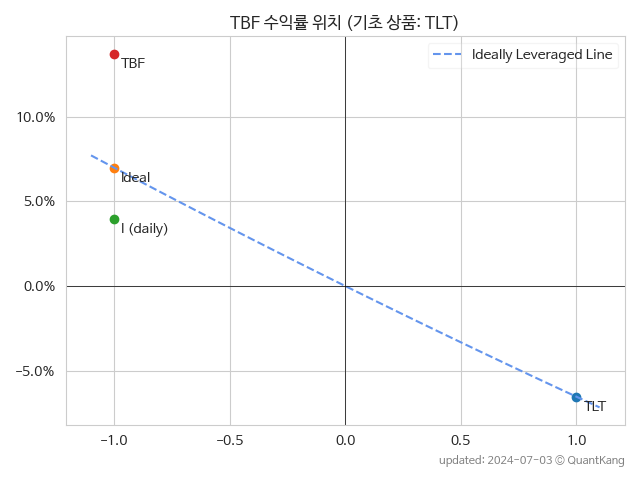 TBF 수익률 위치 (기초 상품: TLT)
Ideally Leveraged Line
TBF
10.0%
Ideal
5.0%
I (daily)
0.0%
−5.0%
TLT
−1.0 −0.5 0.0 0.5 1.0
updated: 2024-07-03 © QuantKang